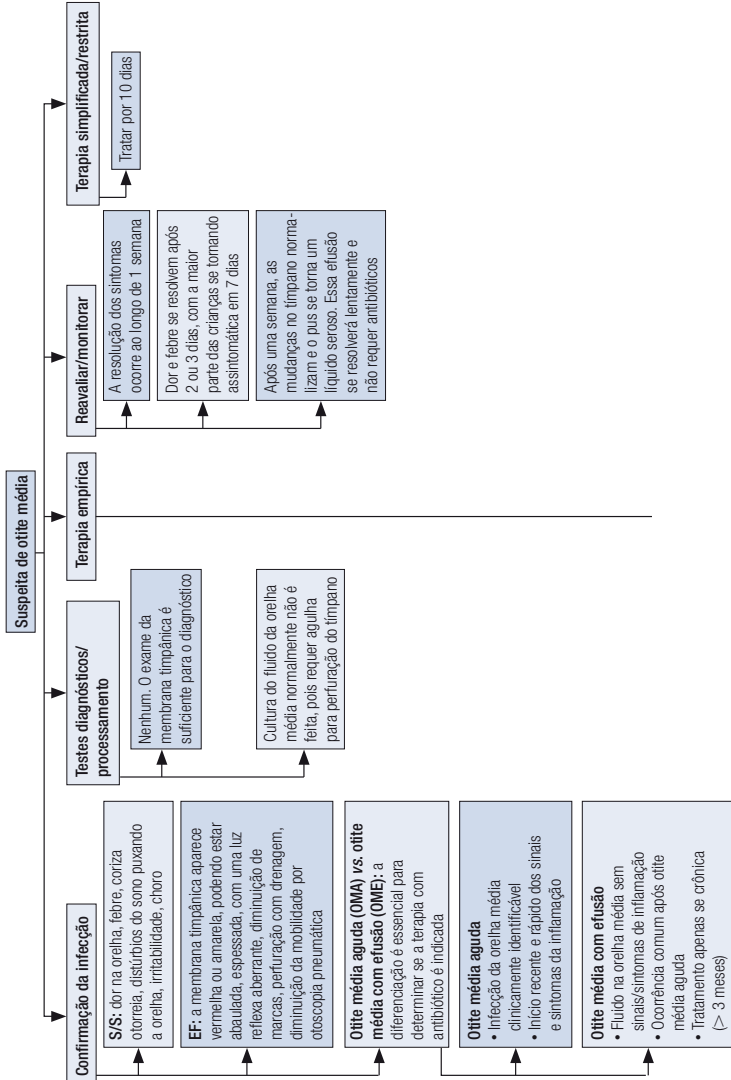 Suspeita de otite média
Confirmação da infecção
S/S: dor na orelha, febre, coriza
otorreia, distúrbios do sono puxando
a orelha, irritabilidade, choro
EF: a membrana timpânica aparece
vermelha ou amarela, podendo estar
abaulada, espessada, com uma luz
reflexa aberrante, diminuição de
marcas, perfuração com drenagem,
diminuição da mobilidade por
otoscopia pneumática
Otite média aguda (OMA) vs. otite
média com efusão (OME): a
diferenciação é essencial para
determinar se a terapia com
antibiótico é indicada
Otite média aguda
• Infecção da orelha média
clinicamente identificável
• Início recente e rápido dos sinais
e sintomas da inflamação
Otite média com efusão
• Fluido na orelha média sem
sinais/sintomas de inflamação
• Ocorrência comum após otite
média aguda
• Tratamento apenas se crônica
(> 3 meses)
Testes diagnósticos/
processamento
Nenhum. O exame da
membrana timpânica é
suficiente para o diagnóstico
Cultura do fluido da orelha
média normalmente não é
feita, pois requer agulha
para perfuração do tímpano
Terapia empírica
Reavaliar/monitorar
A resolução dos sintomas
ocorre ao longo de 1 semana
Dor e febre se resolvem após
2 ou 3 dias, com a maior
parte das crianças se tornando
assintomática em 7 dias
Após uma semana, as
mudanças no tímpano norma-
lizam e o pus se torna um
líquido seroso. Essa efusão
se resolverá lentamente e
não requer antibióticos
Terapia simplificada/restrita
Tratar por 10 dias